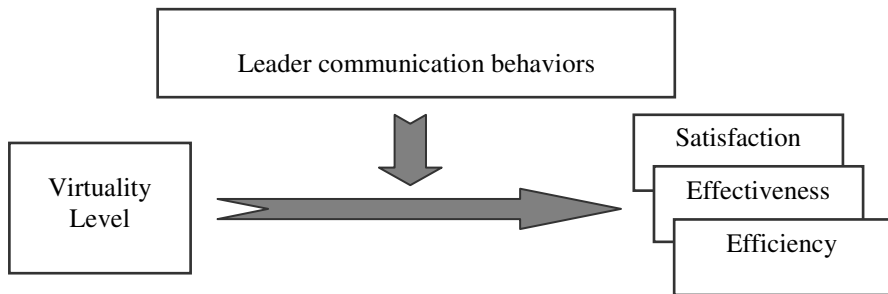 Leader communication behaviors
Virtuality
Level
Satisfaction
Effectiveness
Efficiency